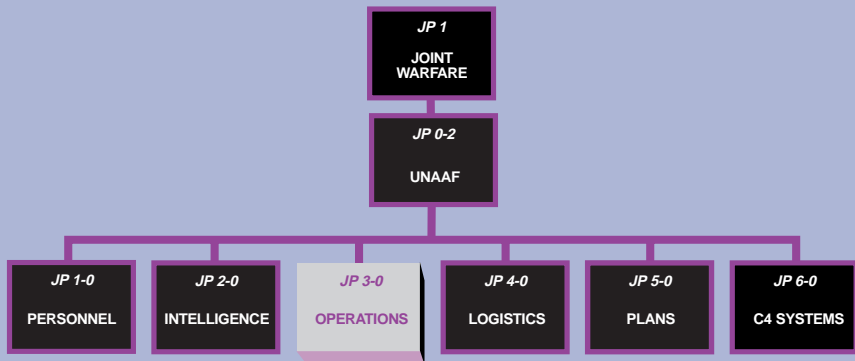 JP 1
JOINT
WARFARE
JP 0-2
UNAAF
JP 1-0
PERSONNEL
JP 2-0
INTELLIGENCE
JP 3-0
OPERATIONS
JP 4-0
LOGISTICS
JP 5-0
PLANS
JP 6-0
C4 SYSTEMS